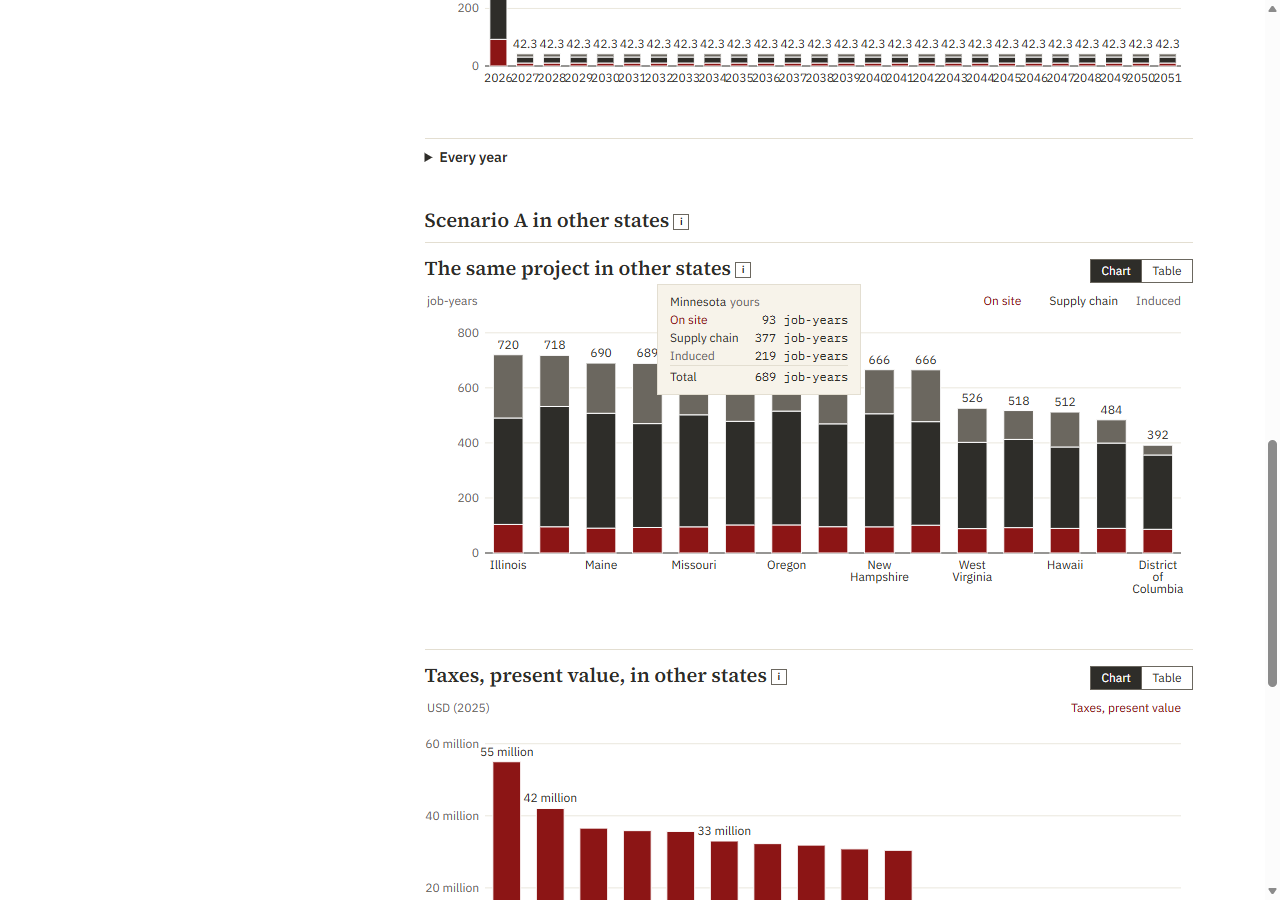 200
42.3 42.3 42.3 42.3 42.3 42.3 42.3 42.3 42.3 42.3 42.3 42.3 42.3 42.3 42.3 42.3 42.3 42.3 42.3 42.3 42.3 42.3 42.3 42.3 42.3
0
2026 2027 2028 2029 2030 2031 2032 2033 2034 2035 2036 2037 2038 2039 2040 2041 2042 2043 2044 2045 2046 2047 2048 2049 2050 2051
▶ Every year
Scenario A in other states i
The same project in other states i
Chart Table
job-years
On site Supply chain Induced
Minnesota yours
On site 93 job-years
Supply chain 377 job-years
Induced 219 job-years
Total 689 job-years
800
720 718 690 689 666 666
600
526 518 512 484
400
392
200
0
Illinois Maine Missouri Oregon New Hampshire West Virginia Hawaii District of Columbia
Taxes, present value, in other states i
Chart Table
USD (2025)
Taxes, present value
60 million
55 million
42 million
40 million
33 million
20 million